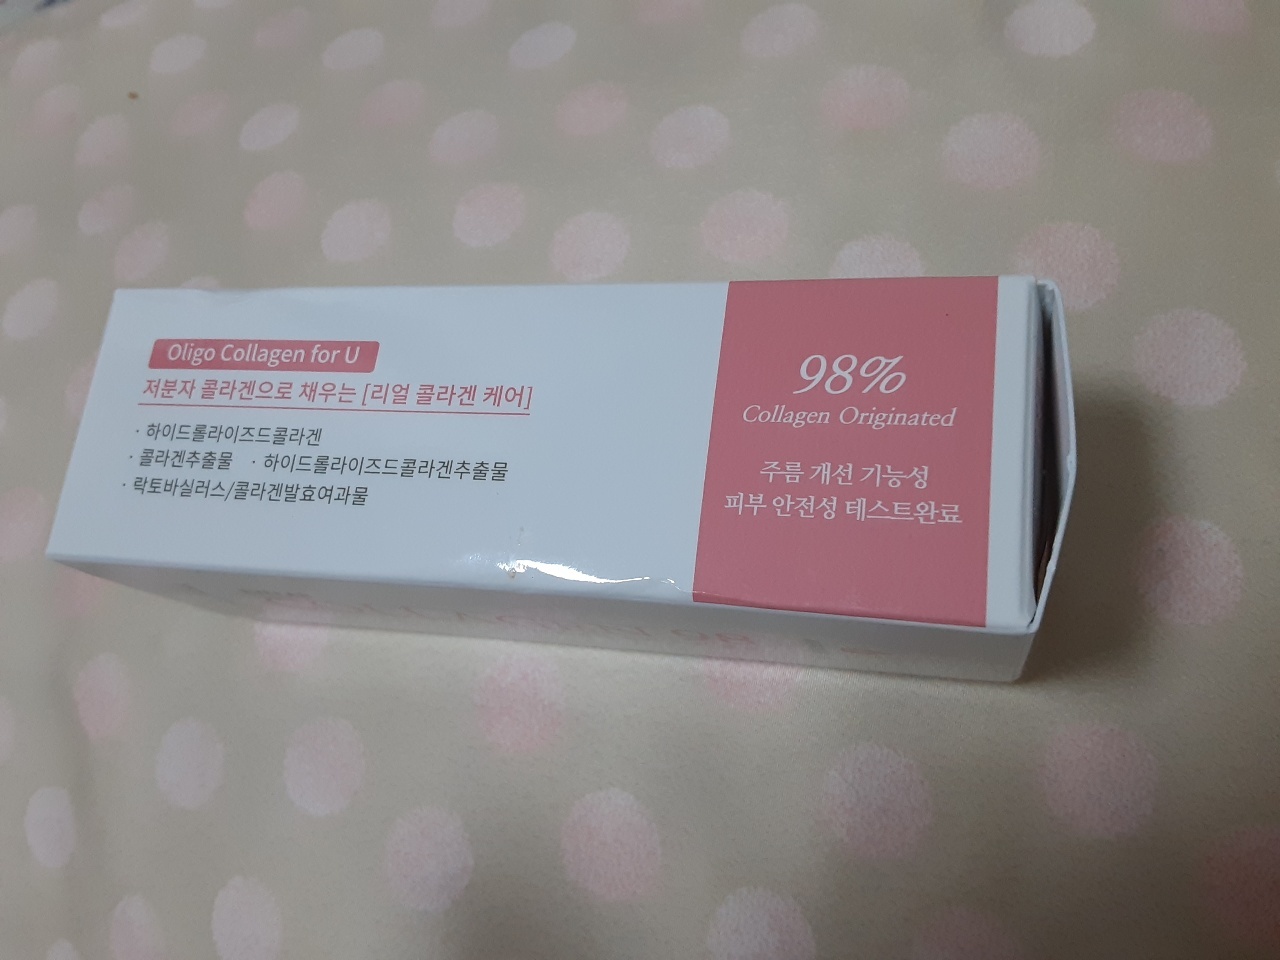 Oligo Collagen for U
저분자 콜라겐으로 채우는 [리얼 콜라겐 케어]
· 하이드롤라이즈드콜라겐
· 콜라겐추출물 · 하이드롤라이즈드콜라겐추출물
· 락토바실러스/콜라겐발효여과물
98%
Collagen Originated
주름 개선 기능성
피부 안전성 테스트완료